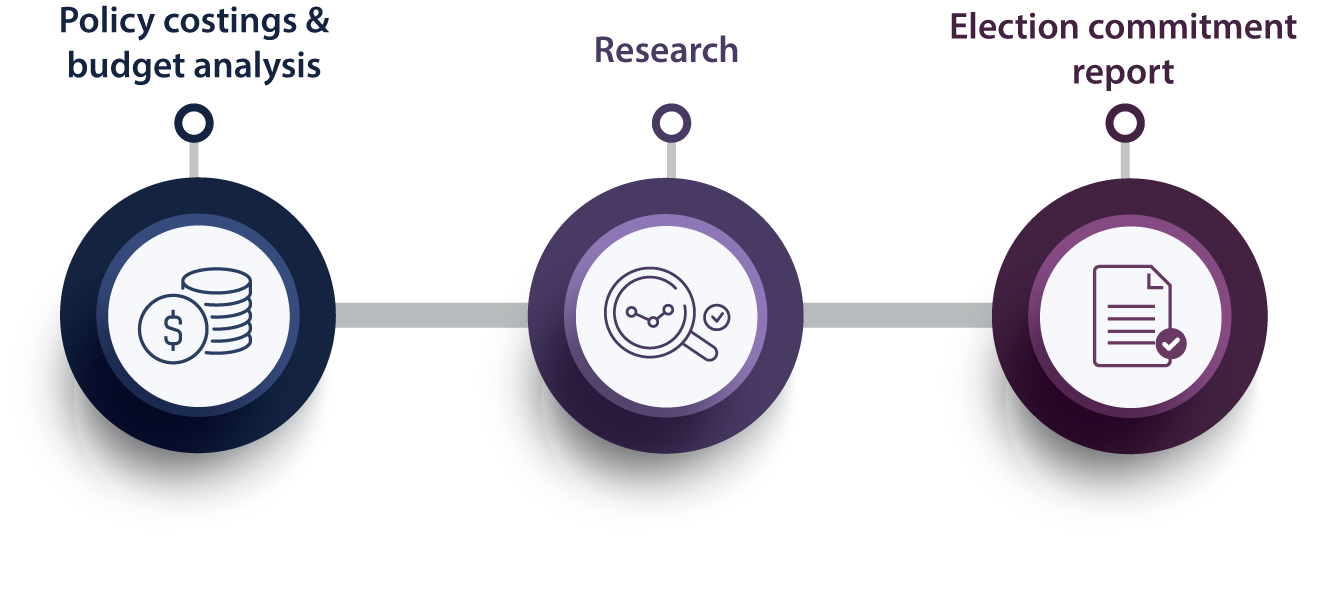 Policy costings &
budget analysis
Research
Election commitment
report
$